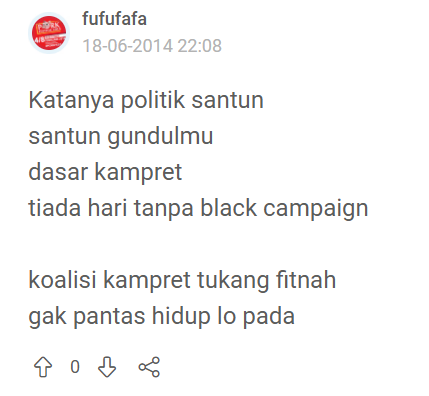 fufufafa
18-06-2014 22:08
Katanya politik santun
santun gundulmu
dasar kampret
tiada hari tanpa black campaign
koalisi kampret tukang fitnah
gak pantas hidup lo pada
0